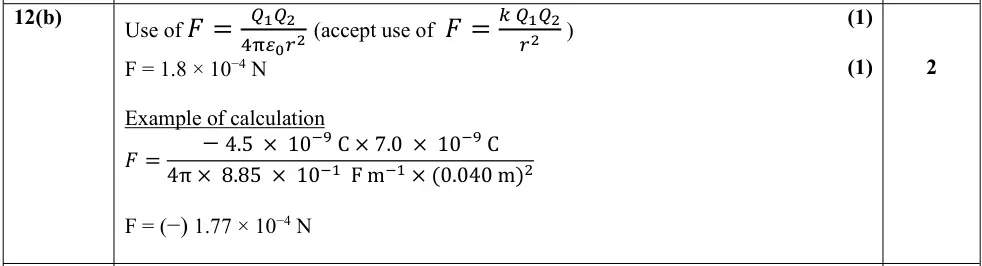 12(b)
Use of F = Q₁Q₂ / 4πε₀r² (accept use of F = k Q₁Q₂ / r² ) (1)
F = 1.8 × 10⁻⁴ N (1) 2
Example of calculation
F = − 4.5 × 10⁻⁹ C × 7.0 × 10⁻⁹ C / 4π × 8.85 × 10⁻¹ F m⁻¹ × (0.040 m)²
F = (−) 1.77 × 10⁻⁴ N